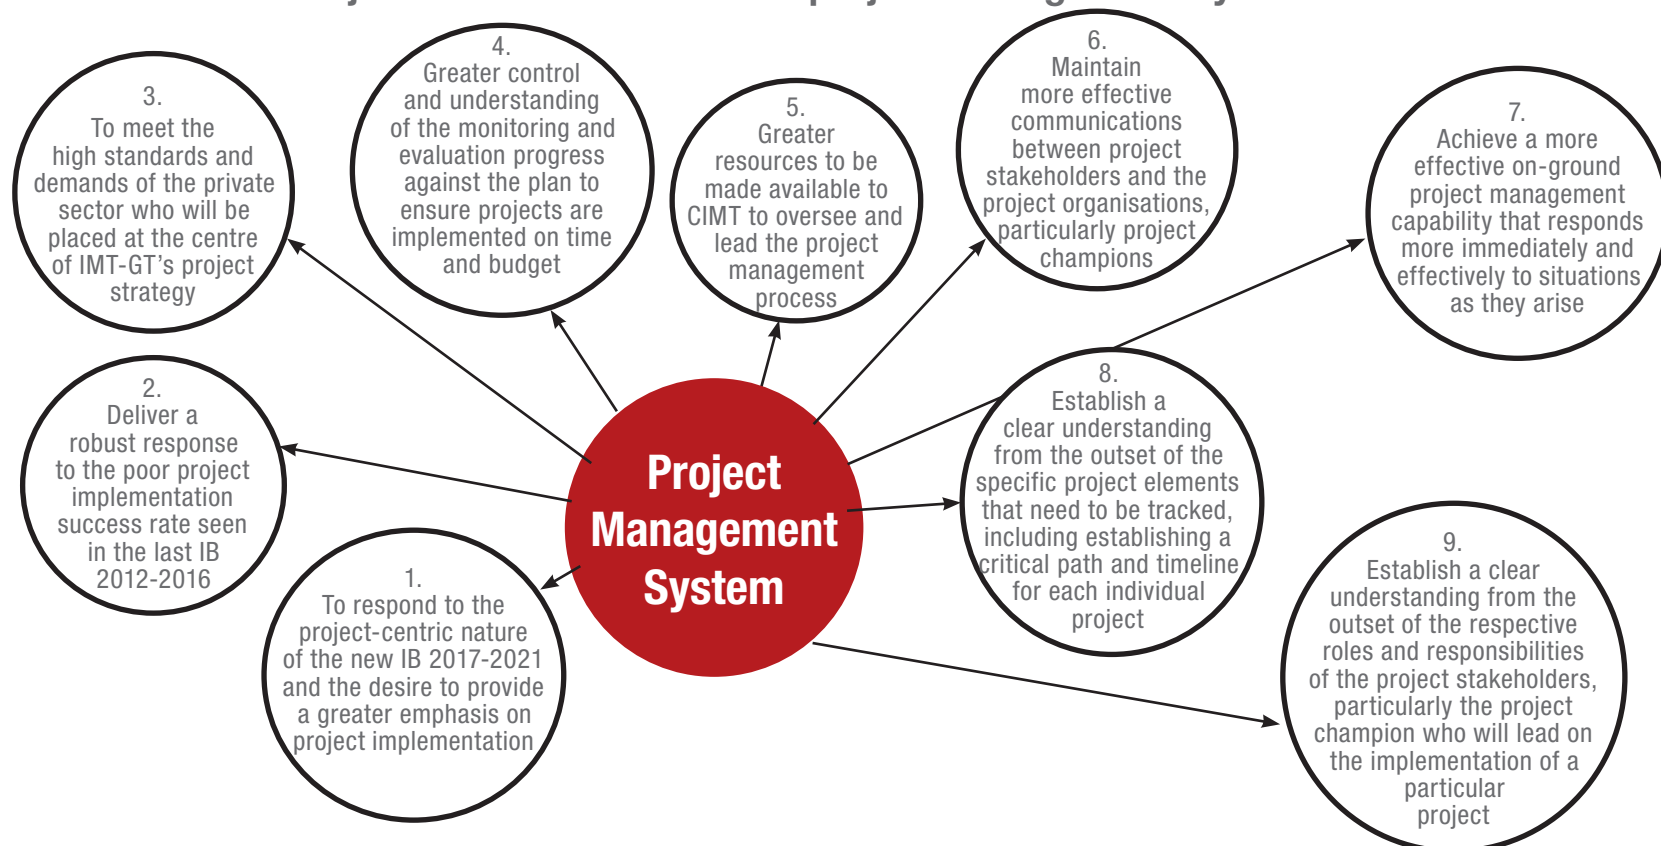 3.
To meet the
high standards and
demands of the private
sector who will be
placed at the centre
of IMT-GT’s project
strategy
4.
Greater control
and understanding
of the monitoring and
evaluation progress
against the plan to
ensure projects are
implemented on time
and budget
5.
Greater
resources to be
made available to
CIMT to oversee and
lead the project
management
process
6.
Maintain
more effective
communications
between project
stakeholders and the
project organisations,
particularly project
champions
7.
Achieve a more
effective on-ground
project management
capability that responds
more immediately and
effectively to situations
as they arise
2.
Deliver a
robust response
to the poor project
implementation
success rate seen
in the last IB
2012-2016
Project
Management
System
8.
Establish a
clear understanding
from the outset of the
specific project elements
that need to be tracked,
including establishing a
critical path and timeline
for each individual
project
1.
To respond to the
project-centric nature
of the new IB 2017-2021
and the desire to provide
a greater emphasis on
project implementation
9.
Establish a clear
understanding from the
outset of the respective
roles and responsibilities
of the project stakeholders,
particularly the project
champion who will lead on
the implementation of a
particular
project